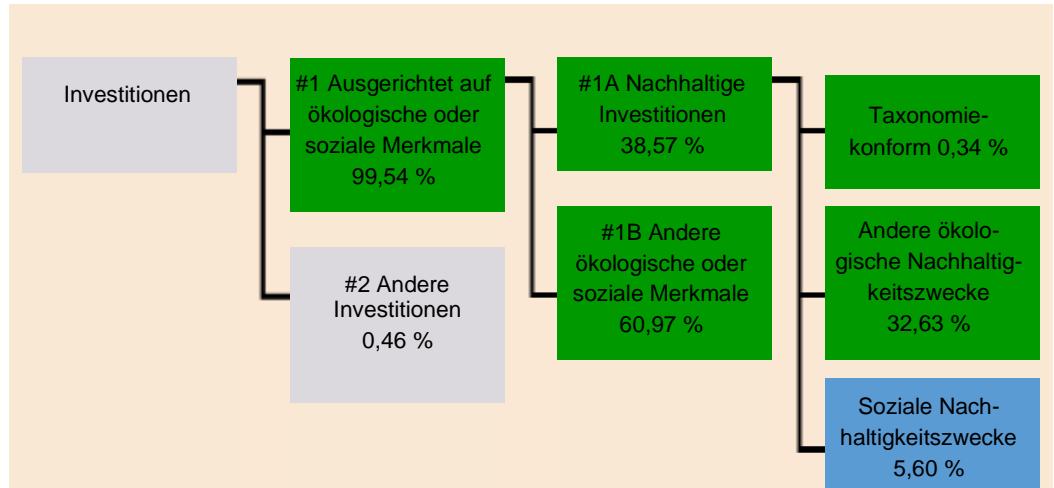 Investitionen
#1 Ausgerichtet auf
ökologische oder
soziale Merkmale
99,54 %
#2 Andere
Investitionen
0,46 %
#1A Nachhaltige
Investitionen
38,57 %
#1B Andere
ökologische oder
soziale Merkmale
60,97 %
Taxonomie-
konform 0,34 %
Andere ökolo-
gische Nachhaltig-
keitszwecke
32,63 %
Soziale Nach-
haltigkeitszwecke
5,60 %